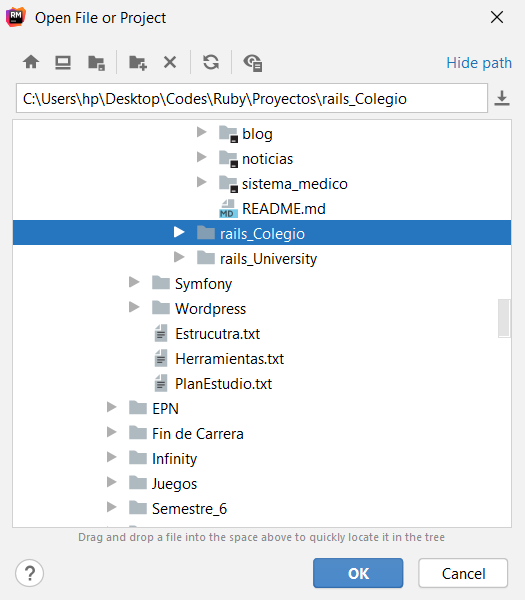 RM Open File or Project
Hide path
C:\Users\hp\Desktop\Codes\Ruby\Proyectos\rails_Colegio
blog
noticias
sistema_medico
MD README.md
rails_Colegio
rails_University
Symfony
Wordpress
Estrucutra.txt
Herramientas.txt
PlanEstudio.txt
EPN
Fin de Carrera
Infinity
Juegos
Semestre_6
Drag and drop a file into the space above to quickly locate it in the tree
? OK Cancel